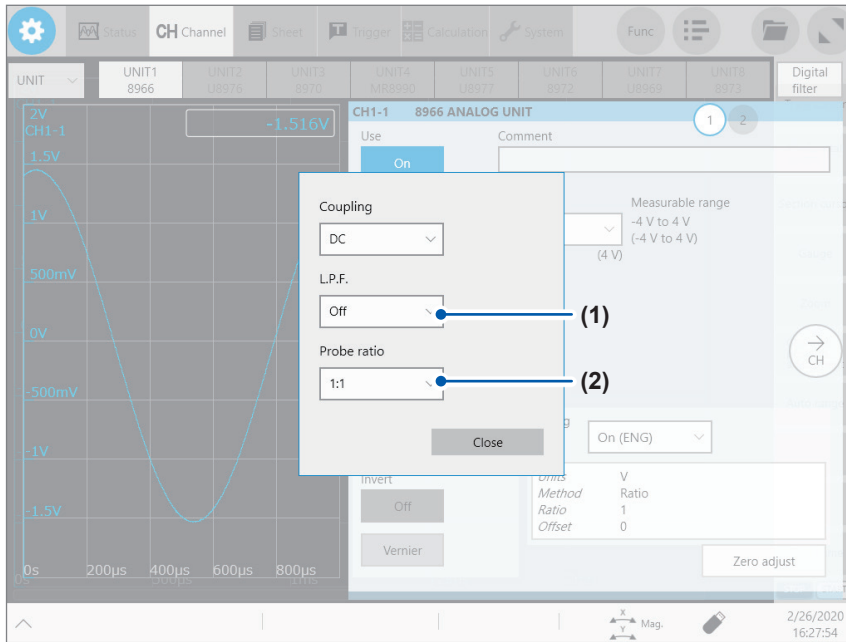 Status CH Channel Sheet Trigger Calculation System Func
UNIT UNIT1 UNIT2 UNIT3 UNIT4 UNIT5 UNIT6 UNIT7 UNIT8 Digital
8966 U8976 8970 MR8990 U8977 8972 U8969 8973 filter
2V
CH1-1
-1.516V
1.5V
1V
500mV
0V
-500mV
-1V
-1.5V
0s 200µs 400µs 600µs 800µs
0s 500µs 1ms
CH1-1 8966 ANALOG UNIT 1 2
Use Comment
On
Measurable range
-4 V to 4 V
(-4 V to 4 V)
(4 V)
Coupling
DC
L.P.F.
Off (1)
Probe ratio
1:1 (2)
Close
CH
g
On (ENG)
Invert
Off
Vernier
Units V
Method Ratio
Ratio 1
Offset 0
Zero adjust
X
Y
Mag.
2/26/2020
16:27:54